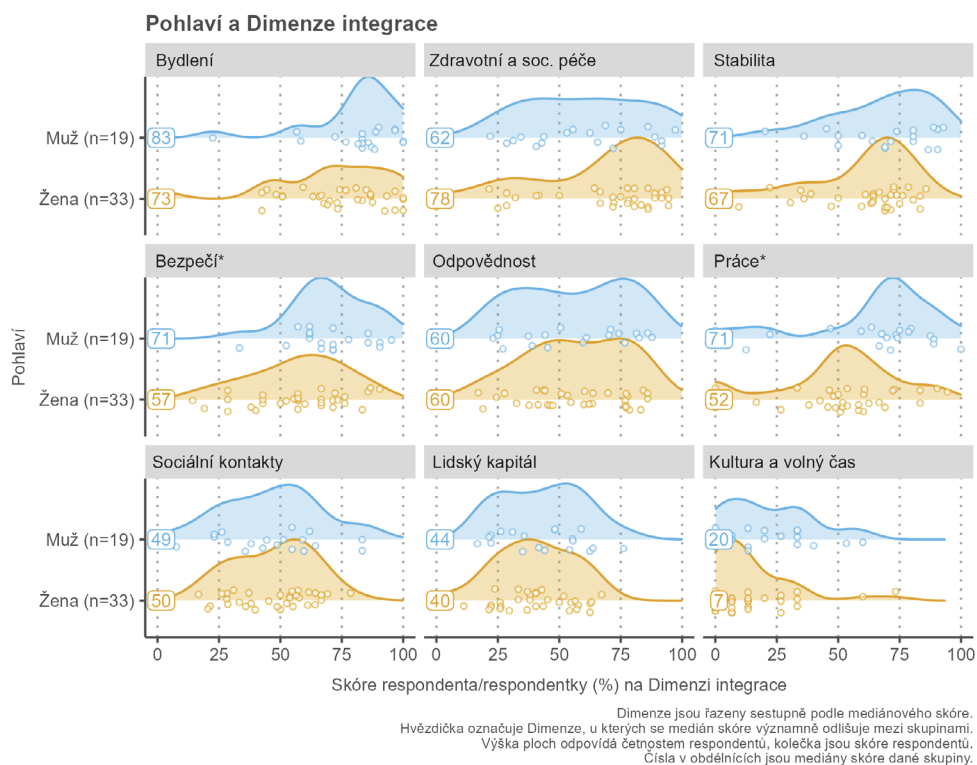 Pohlaví a Dimenze integrace
Bydlení
Zdravotní a soc. péče
Stabilita
Muž (n=19)
83
62
71
Žena (n=33)
73
78
67
Bezpečí*
Odpovědnost
Práce*
Muž (n=19)
71
60
71
Žena (n=33)
57
60
52
Sociální kontakty
Lidský kapitál
Kultura a volný čas
Muž (n=19)
49
44
20
Žena (n=33)
50
40
7
Pohlaví
0 25 50 75 100
0 25 50 75 100
0 25 50 75 100
Skóre respondenta/respondentky (%) na Dimenzi integrace
Dimenze jsou řazeny sestupně podle mediánového skóre.
Hvězdička označuje Dimenze, u kterých se medián skóre významně odlišuje mezi skupinami.
Výška ploch odpovídá četnostem respondentů, kolečka jsou skóre respondentů.
Čísla v obdélnících jsou mediány skóre dané skupiny.